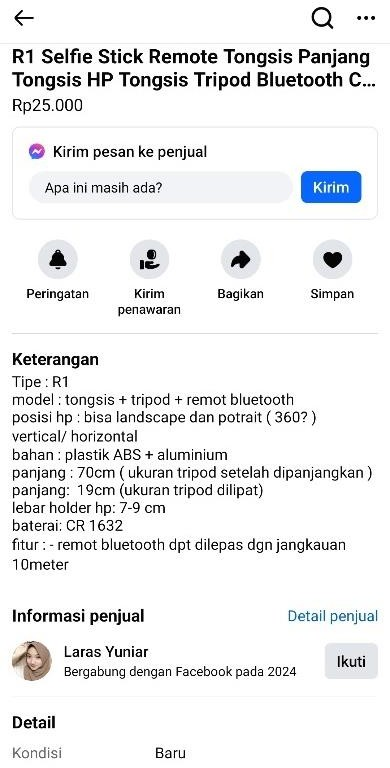 R1 Selfie Stick Remote Tongsis Panjang
Tongsis HP Tongsis Tripod Bluetooth C...
Rp25.000
Kirim pesan ke penjual
Apa ini masih ada?
Kirim
Peringatan
Kirim
penawaran
Bagikan
Simpan
Keterangan
Tipe : R1
model : tongsis + tripod + remot bluetooth
posisi hp : bisa landscape dan potrait ( 360? )
vertical/ horizontal
bahan : plastik ABS + aluminium
panjang : 70cm ( ukuran tripod setelah dipanjangkan )
panjang:  19cm (ukuran tripod dilipat)
lebar holder hp: 7-9 cm
baterai: CR 1632
fitur : - remot bluetooth dpt dilepas dgn jangkauan
10meter
Informasi penjual
Detail penjual
Laras Yuniar
Bergabung dengan Facebook pada 2024
Ikuti
Detail
Kondisi
Baru